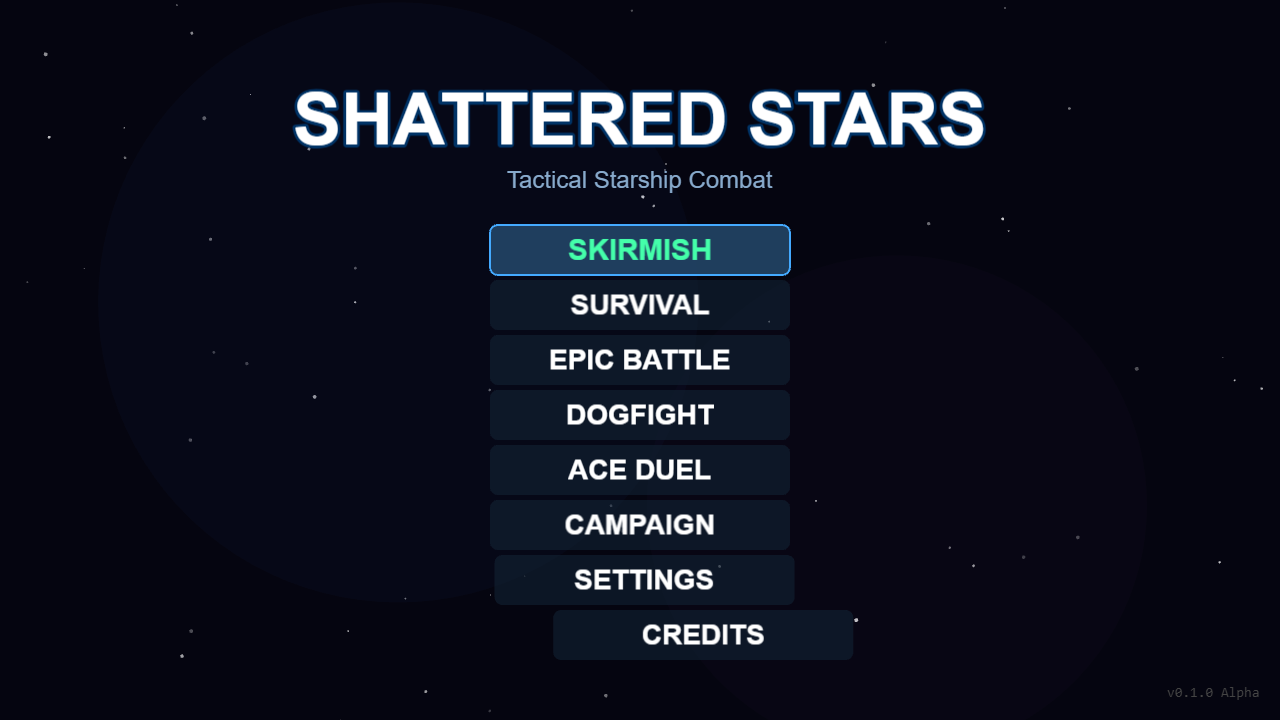 SHATTERED STARS
Tactical Starship Combat
SKIRMISH
SURVIVAL
EPIC BATTLE
DOGFIGHT
ACE DUEL
CAMPAIGN
SETTINGS
CREDITS
v0.1.0 Alpha